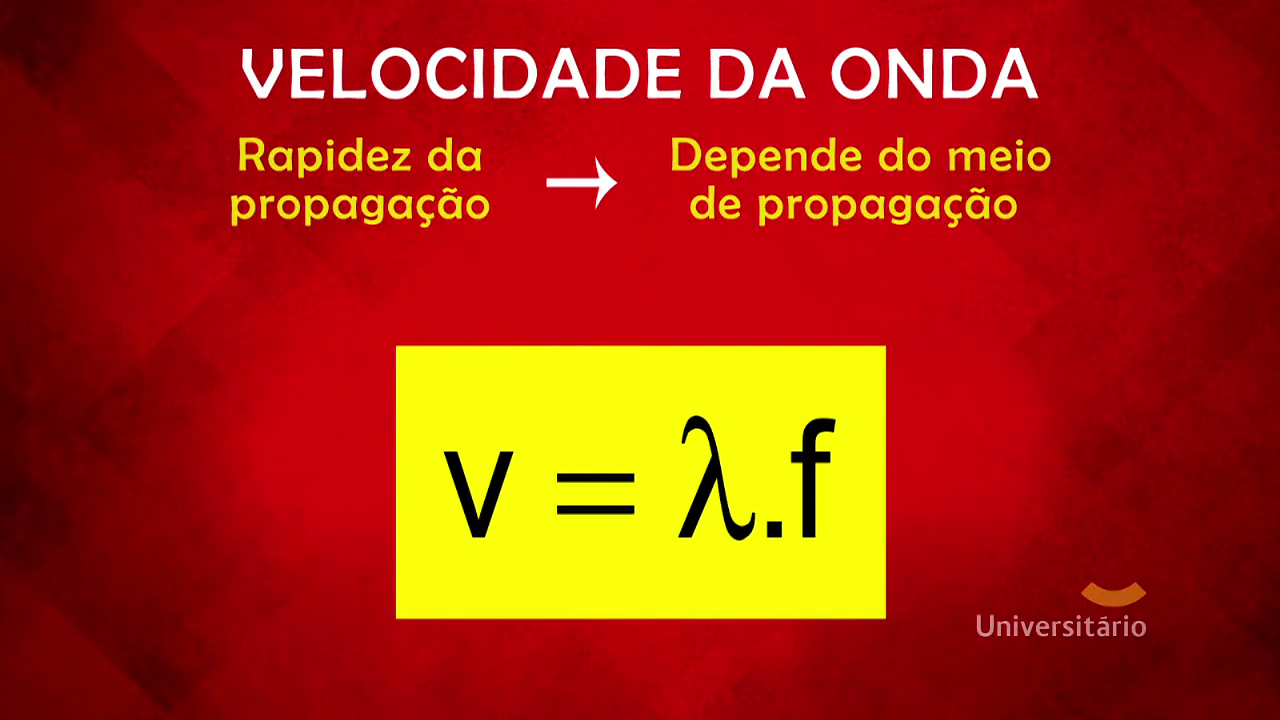 VELOCIDADE DA ONDA
Rapidez da
propagação
→
Depende do meio
de propagação
v = λ.f
Universitário